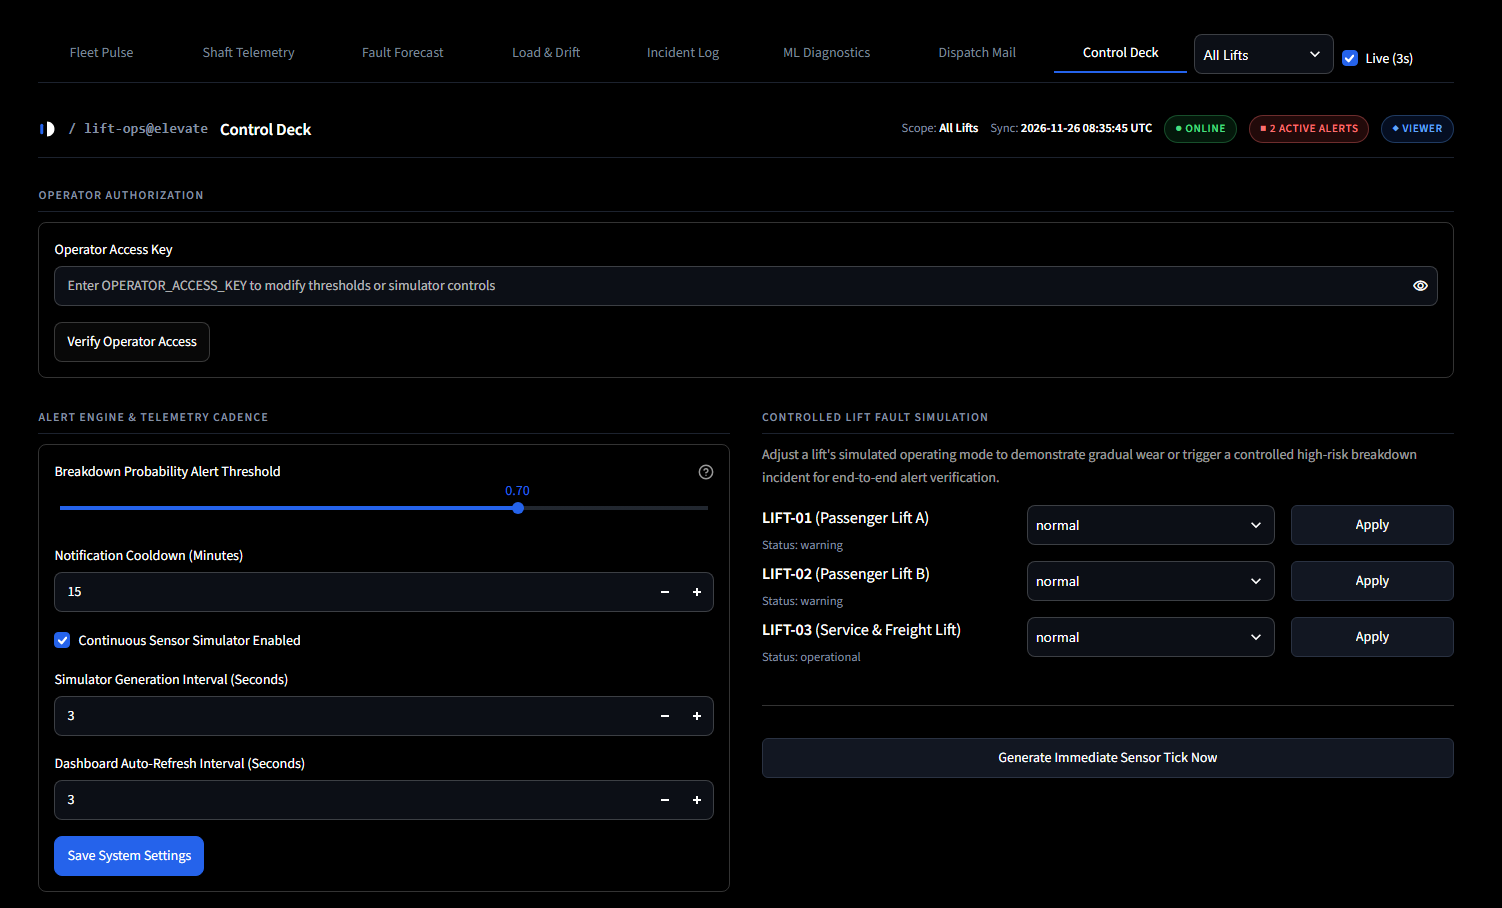 Fleet Pulse
Shaft Telemetry
Fault Forecast
Load & Drift
Incident Log
ML Diagnostics
Dispatch Mail
Control Deck
All Lifts
Live (3s)
/ lift-ops@elevate Control Deck
Scope: All Lifts Sync: 2026-11-26 08:35:45 UTC
ONLINE
2 ACTIVE ALERTS
VIEWER
OPERATOR AUTHORIZATION
Operator Access Key
Enter OPERATOR_ACCESS_KEY to modify thresholds or simulator controls
Verify Operator Access
ALERT ENGINE & TELEMETRY CADENCE
Breakdown Probability Alert Threshold
0.70
Notification Cooldown (Minutes)
15
Continuous Sensor Simulator Enabled
Simulator Generation Interval (Seconds)
3
Dashboard Auto-Refresh Interval (Seconds)
3
Save System Settings
CONTROLLED LIFT FAULT SIMULATION
Adjust a lift's simulated operating mode to demonstrate gradual wear or trigger a controlled high-risk breakdown
incident for end-to-end alert verification.
LIFT-01 (Passenger Lift A)
Status: warning
normal
Apply
LIFT-02 (Passenger Lift B)
Status: warning
normal
Apply
LIFT-03 (Service & Freight Lift)
Status: operational
normal
Apply
Generate Immediate Sensor Tick Now